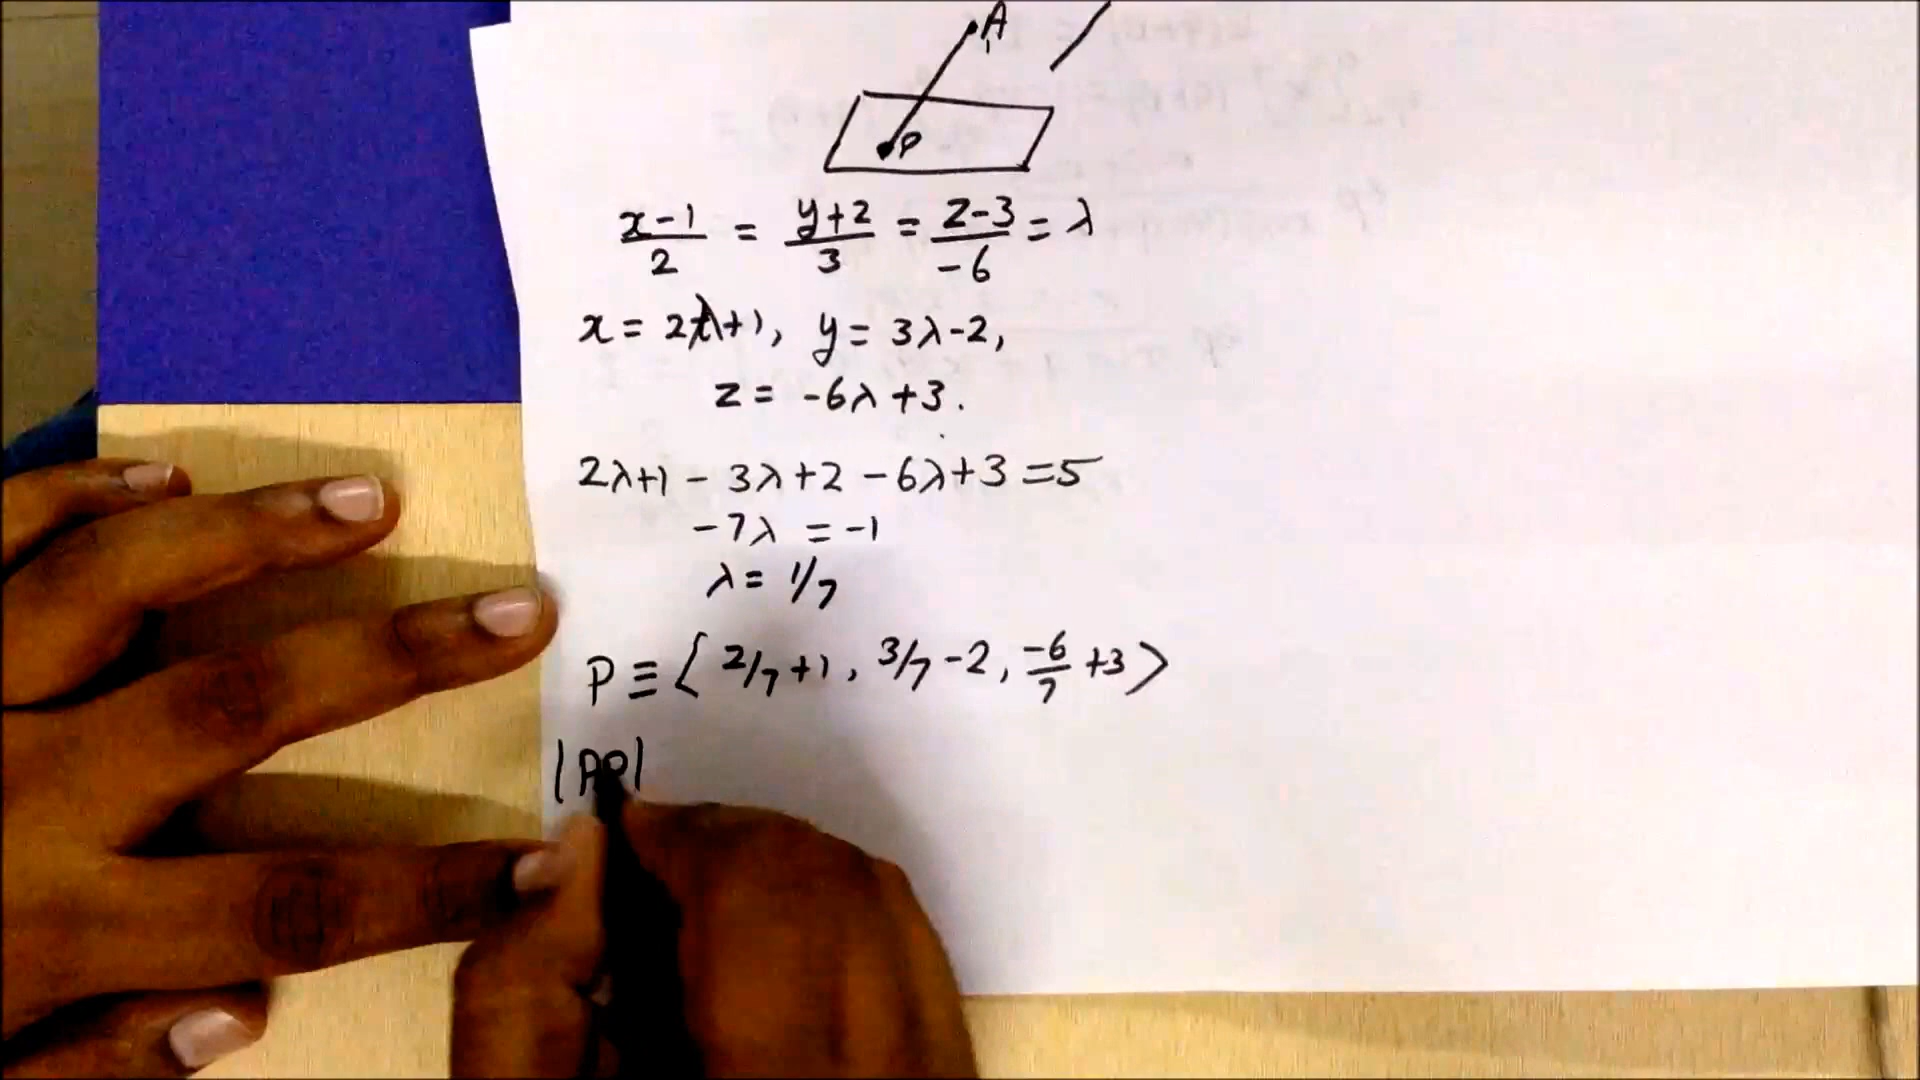 A
P
x-1/2 = y+2/3 = z-3/-6 = λ
x = 2λ+1, y = 3λ-2,
z = -6λ+3.
2λ+1 - 3λ+2 - 6λ+3 = 5
-7λ = -1
λ = 1/7
P ≡ ⟨ 2/7 +1, 3/7 -2, -6/7 +3 ⟩
|AP|